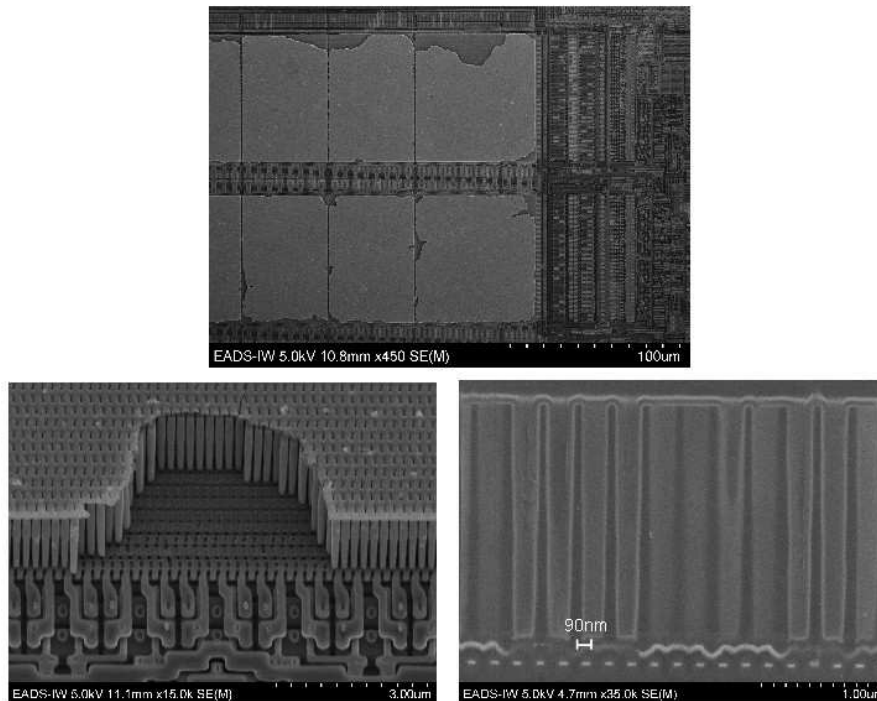 EADS-IW 5.0kV 10.8mm x450 SE(M)
100um
EADS-IW 5.0kV 11.1mm x15.0k SE(M)
3.00um
90nm
EADS-IW 5.0kV 4.7mm x35.0k SE(M)
1.00um